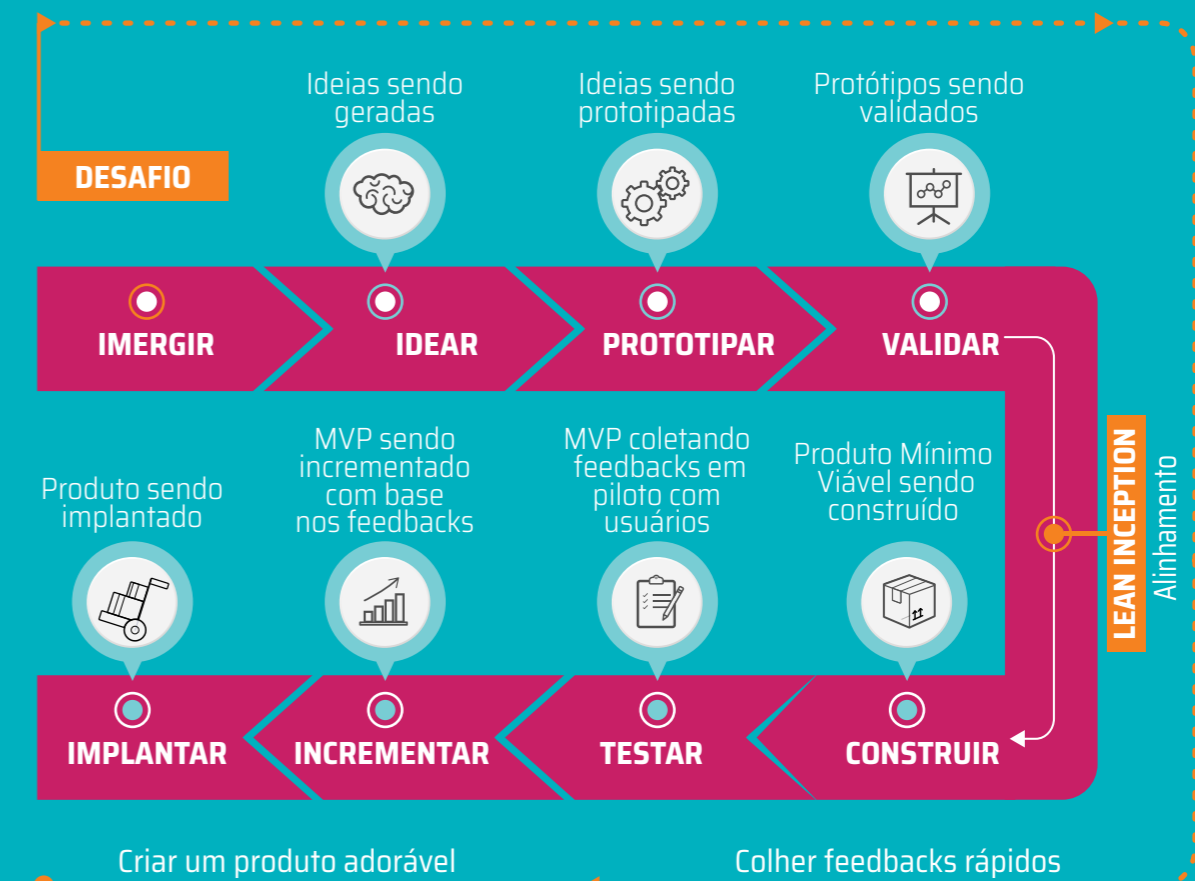 Ideias sendo
geradas
Ideias sendo
prototipadas
Protótipos sendo
validados
DESAFIO
IMERGIR
IDEAR
PROTOTIPAR
VALIDAR
LEAN INCEPTION
Alinhamento
Produto sendo
implantado
MVP sendo
incrementado
com base
nos feedbacks
MVP coletando
feedbacks em
piloto com
usuários
Produto Mínimo
Viável sendo
construído
IMPLANTAR
INCREMENTAR
TESTAR
CONSTRUIR
Criar um produto adorável
Colher feedbacks rápidos